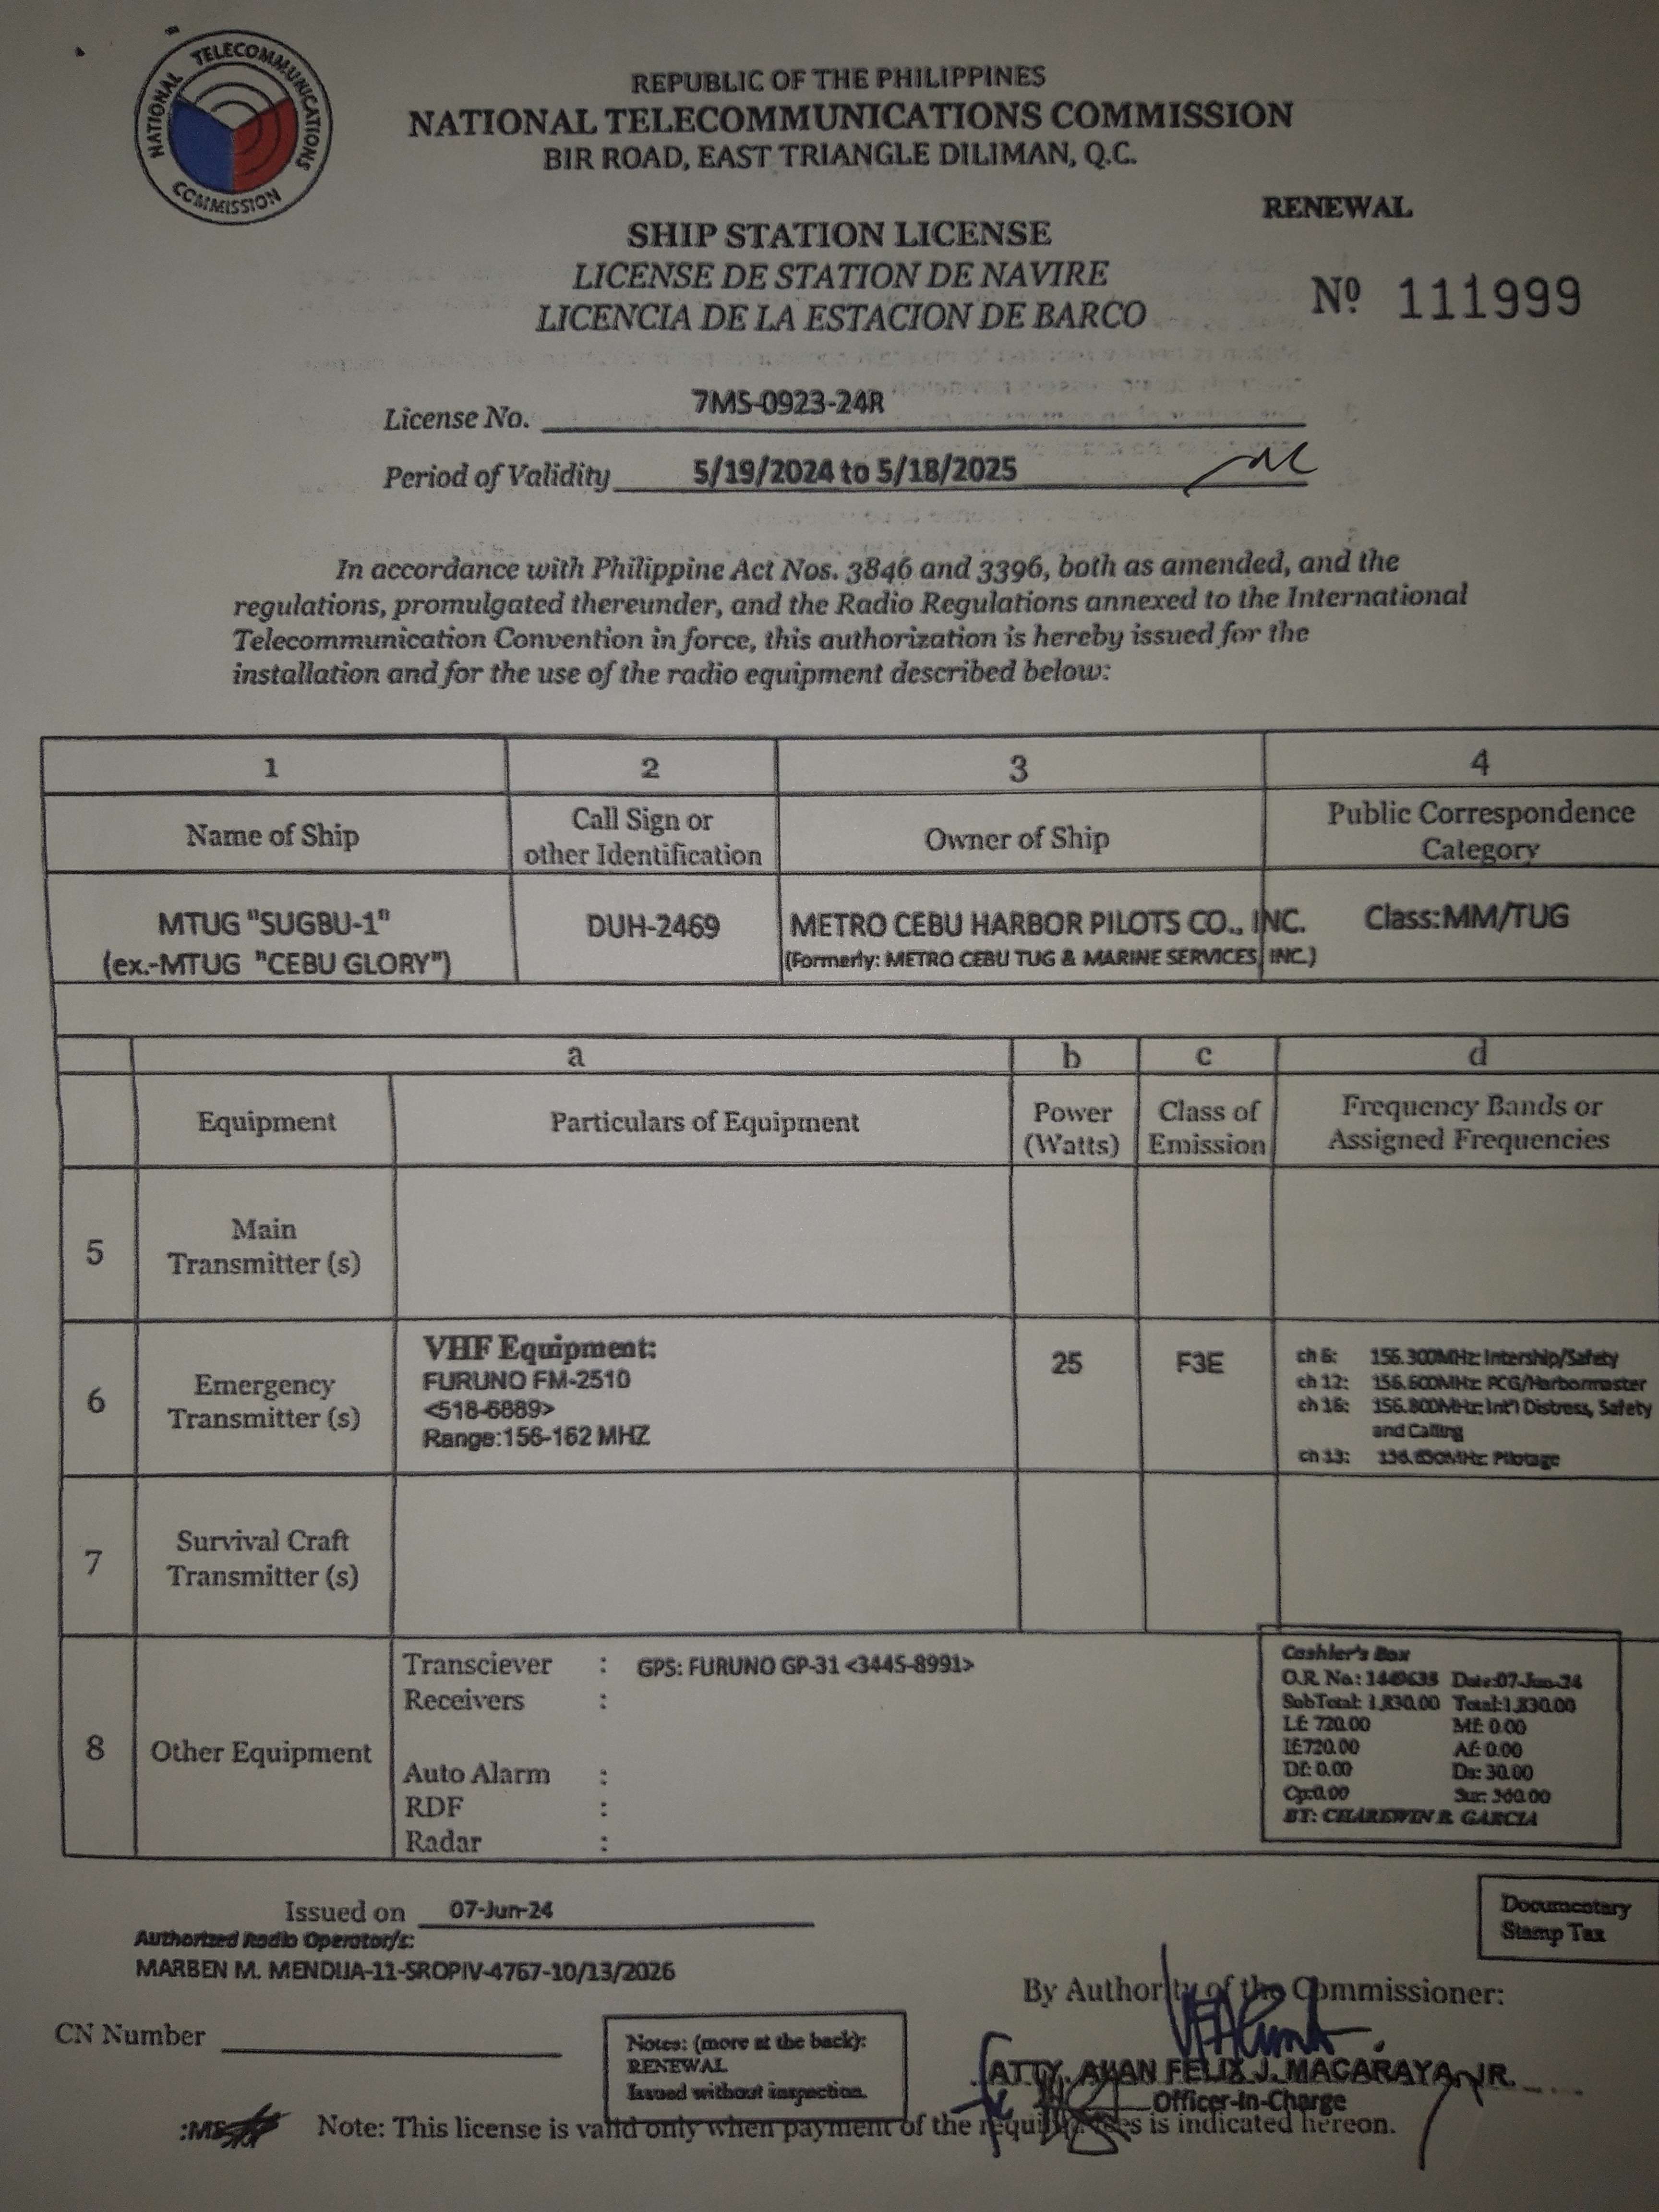 NATIONAL TELECOMMUNICATIONS COMMISSION
REPUBLIC OF THE PHILIPPINES
NATIONAL TELECOMMUNICATIONS COMMISSION
BIR ROAD, EAST TRIANGLE DILIMAN, Q.C.
RENEWAL
SHIP STATION LICENSE
LICENSE DE STATION DE NAVIRE
LICENCIA DE LA ESTACION DE BARCO
Nº 111999
License No. 7MS-0923-24R
Period of Validity 5/19/2024 to 5/18/2025
In accordance with Philippine Act Nos. 3846 and 3396, both as amended, and the
regulations, promulgated thereunder, and the Radio Regulations annexed to the International
Telecommunication Convention in force, this authorization is hereby issued for the
installation and for the use of the radio equipment described below:
1 2 3 4
Name of Ship
Call Sign or
other Identification
Owner of Ship
Public Correspondence
Category
MTUG "SUGBU-1"
(ex.-MTUG "CEBU GLORY")
DUH-2469
METRO CEBU HARBOR PILOTS CO., INC.
(Formerly: METRO CEBU TUG & MARINE SERVICES, INC.)
Class:MM/TUG
a b c d
Equipment
Particulars of Equipment
Power
(Watts)
Class of
Emission
Frequency Bands or
Assigned Frequencies
5
Main
Transmitter (s)
6
Emergency
Transmitter (s)
VHF Equipment:
FURUNO FM-2510
<518-6889>
Range:156-162 MHZ
25
F3E
ch 6: 156.300MHz: Intership/Safety
ch 12: 156.600MHz: PCG/Harbormaster
ch 16: 156.800MHz: Int'l Distress, Safety
and Calling
ch 13: 156.650MHz: Pilotage
7
Survival Craft
Transmitter (s)
8
Other Equipment
Transciever : GPS: FURUNO GP-31 <3445-8991>
Receivers :
Auto Alarm :
RDF :
Radar :
Cashier's Box
O.R. No.: Date:07-Jun-24
SubTotal: 1,830.00 Total:1,830.00
Lf: 720.00 Mf: 0.00
If:720.00 Af: 0.00
Df: 0.00 Ds: 30.00
Cp:0.00 Sur: 360.00
BY: CHAREWIN B. GARCIA
Issued on 07-Jun-24
Authorized Radio Operator/s:
MARBEN M. MENDIJA-11-SROPIV-4767-10/13/2026
Documentary
Stamp Tax
By Authority of the Commissioner:
CN Number
Notes: (more at the back):
RENEWAL
Issued without inspection.
ATTY. ALLAN FELIX J. MACARAYA, JR.
Officer-In-Charge
Note: This license is valid only when payment of the required fees is indicated hereon.